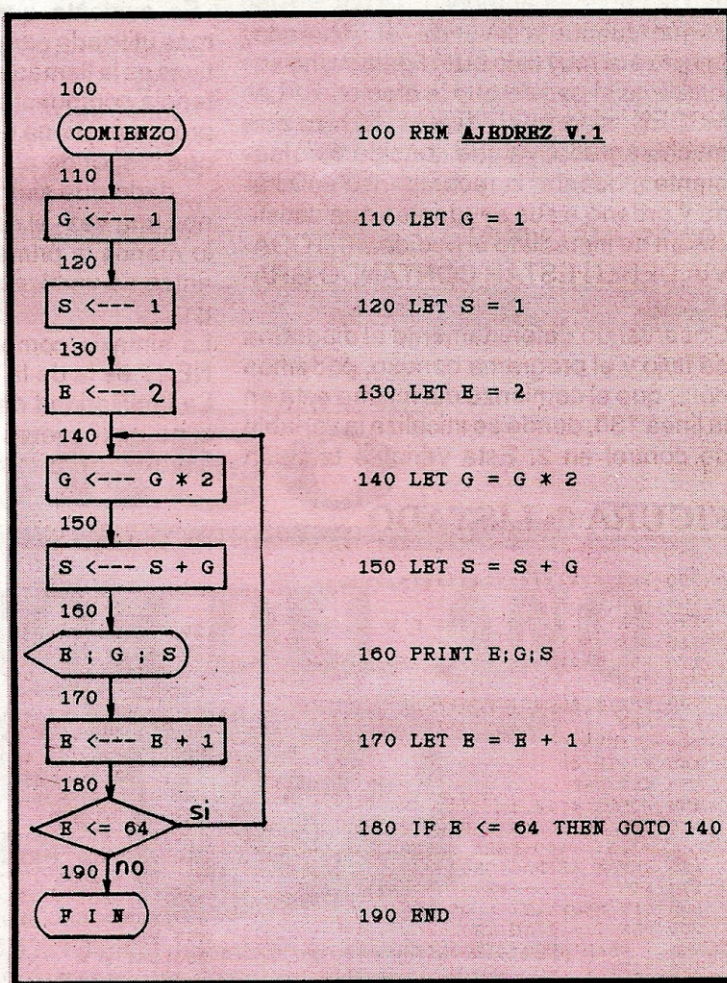 100
COMIENZO
110
G <--- 1
120
S <--- 1
130
E <--- 2
140
G <--- G * 2
150
S <--- S + G
160
E ; G ; S
170
E <--- E + 1
180
E <= 64
si
190
no
F I N
100 REM AJEDREZ V.1
110 LET G = 1
120 LET S = 1
130 LET E = 2
140 LET G = G * 2
150 LET S = S + G
160 PRINT E;G;S
170 LET E = E + 1
180 IF E <= 64 THEN GOTO 140
190 END